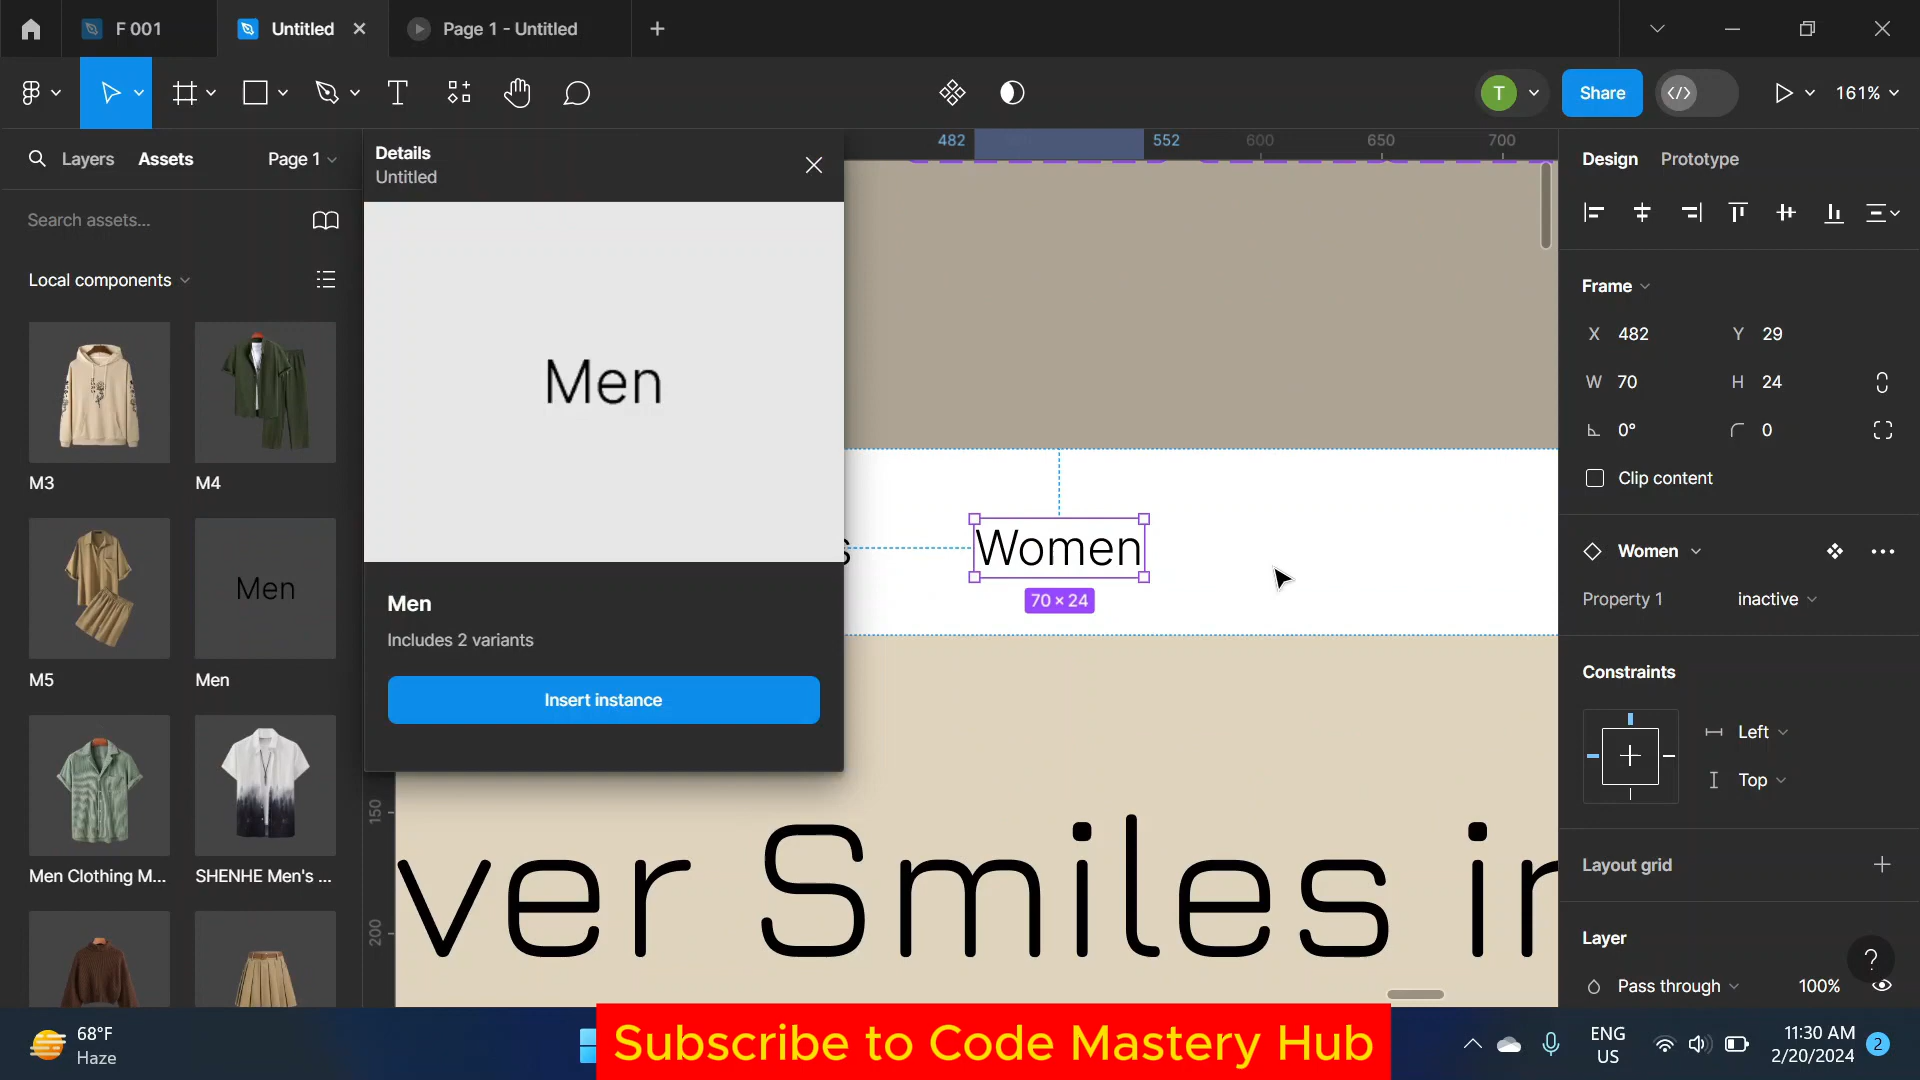 F 001
Untitled
Page 1 - Untitled
T
Share
161%
Layers
Assets
Page 1
Search assets...
Local components
M3
M4
M5
Men
Men
Men Clothing M...
SHENHE Men's ...
Details
Untitled
Men
Men
Includes 2 variants
Insert instance
482
552
600
650
700
150
200
s
Women
70 × 24
ver Smiles in
Design
Prototype
Frame
X 482
Y 29
W 70
H 24
0°
0
Clip content
Women
Property 1
inactive
Constraints
Left
Top
Layout grid
Layer
Pass through
100%
?
68°F
Haze
Subscribe to Code Mastery Hub
ENG
US
11:30 AM
2/20/2024
2